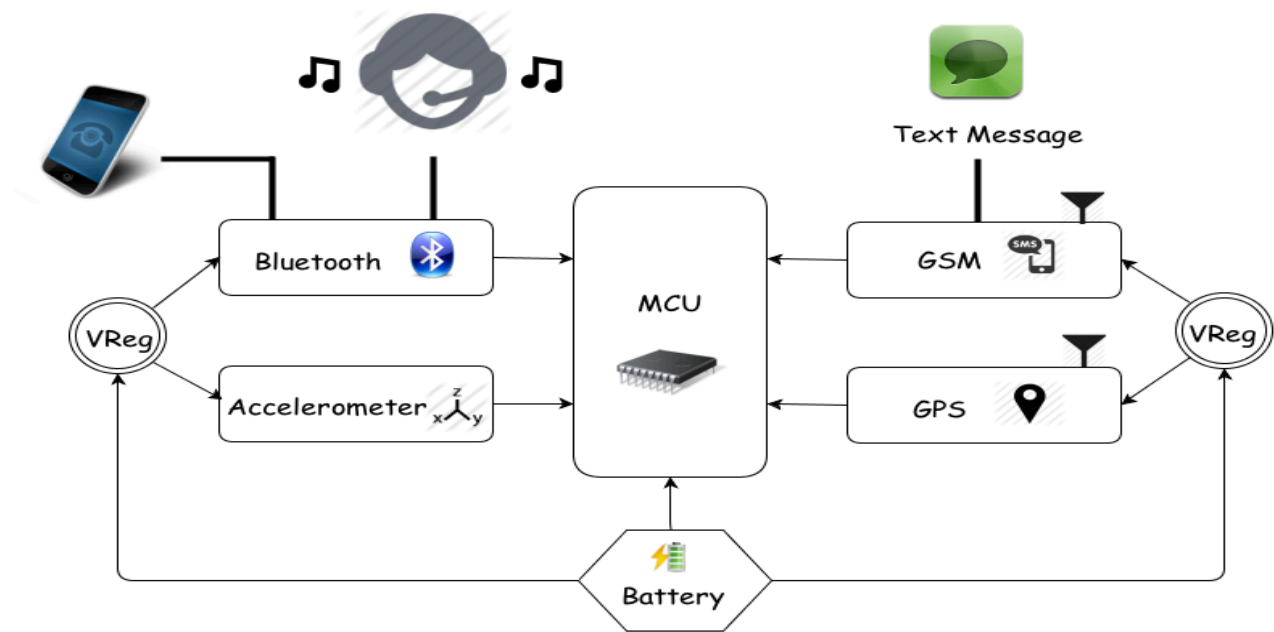 Text Message
Bluetooth
GSM
SMS
MCU
VReg
VReg
Accelerometer
z
x
y
GPS
Battery